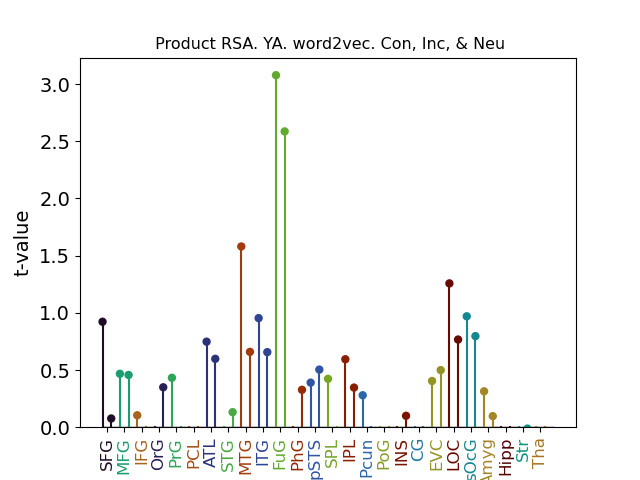 Product RSA. YA. word2vec. Con, Inc, & Neu
t-value
3.0
2.5
2.0
1.5
1.0
0.5
0.0
SFG
MFG
IFG
OrG
PrG
PCL
ATL
STG
MTG
ITG
FuG
PhG
pSTS
SPL
IPL
Pcun
PoG
INS
CG
EVC
LOC
sOcG
Amyg
Hipp
Str
Tha